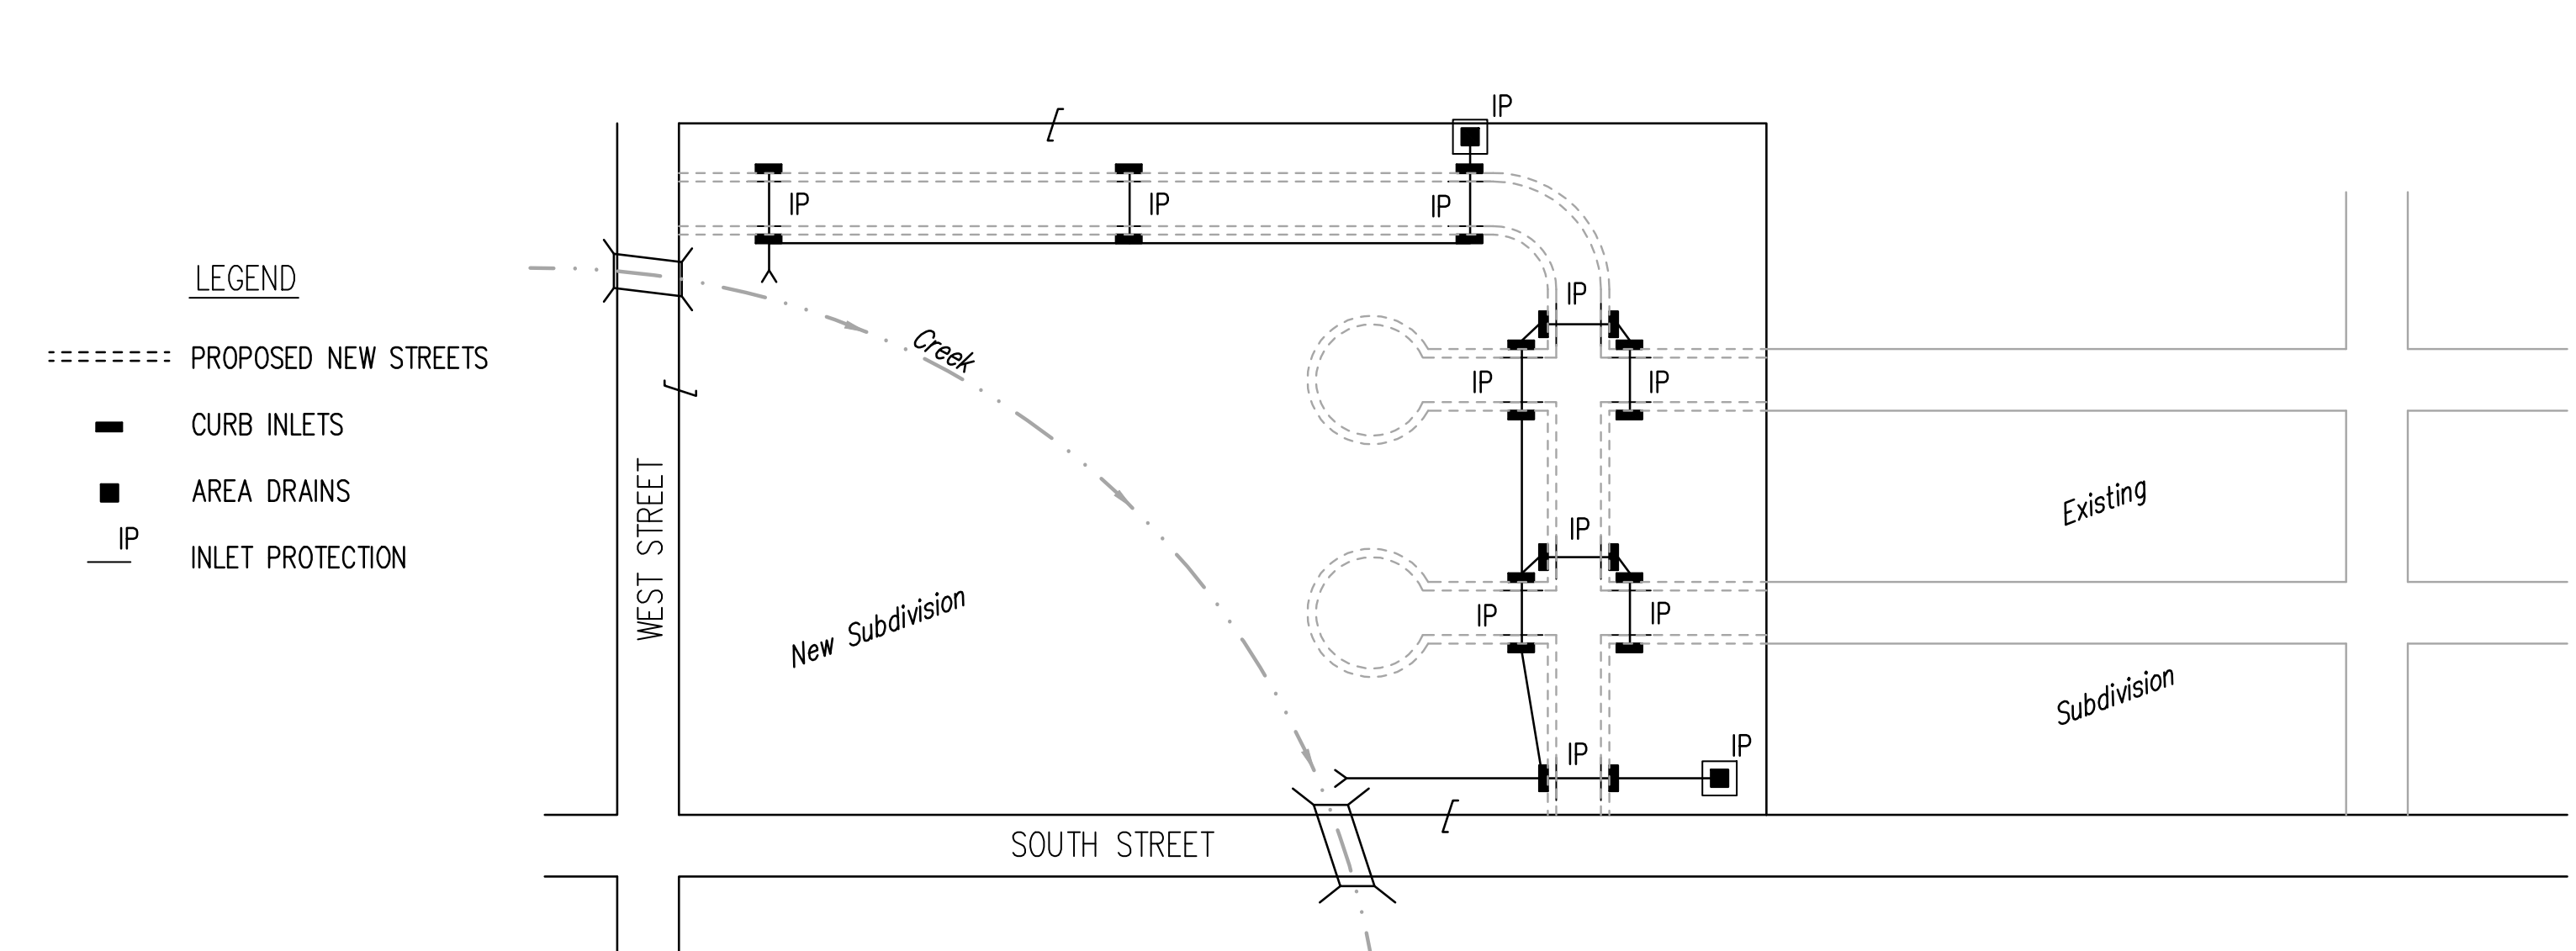 LEGEND
PROPOSED NEW STREETS
CURB INLETS
AREA DRAINS
IP
INLET PROTECTION
IP
IP
IP
IP
IP
IP
IP
IP
IP
IP
IP
IP
Creek
WEST STREET
New Subdivision
SOUTH STREET
Existing
Subdivision